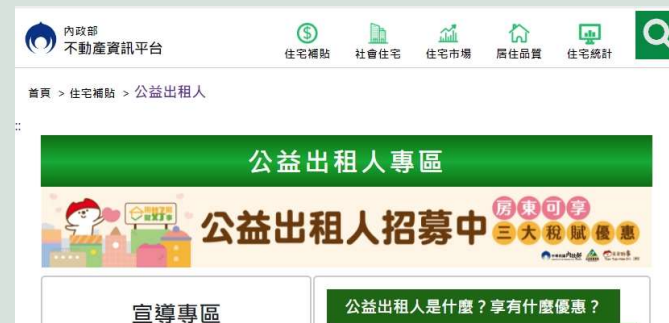 內政部
不動產資訊平台
住宅補貼 社會住宅 住宅市場 居住品質 住宅統計
首頁 > 住宅補貼 > 公益出租人
::
公益出租人專區
公益出租人招募中
房東可享
三大稅賦優惠
宣導專區
公益出租人是什麼？享有什麼優惠？